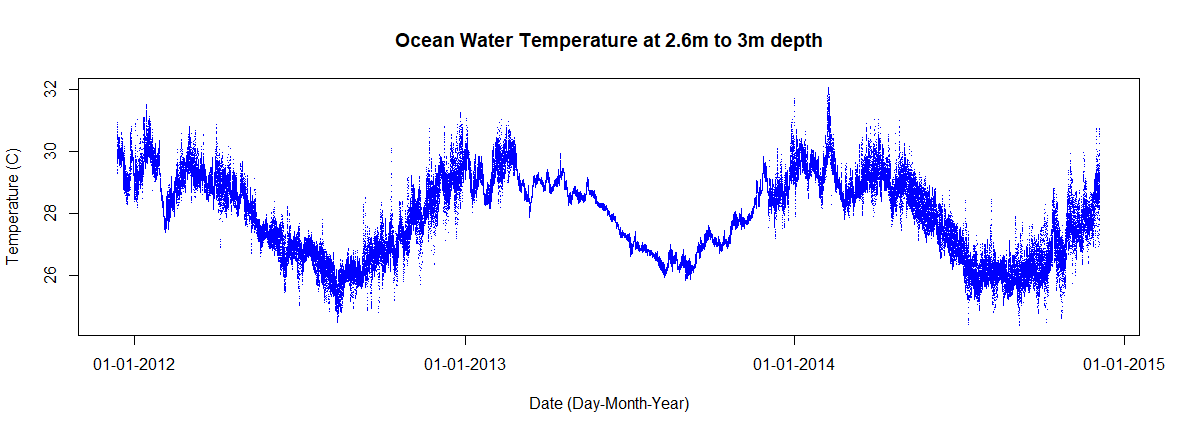 Ocean Water Temperature at 2.6m to 3m depth
Temperature (C)
32
30
28
26
01-01-2012 01-01-2013 01-01-2014 01-01-2015
Date (Day-Month-Year)